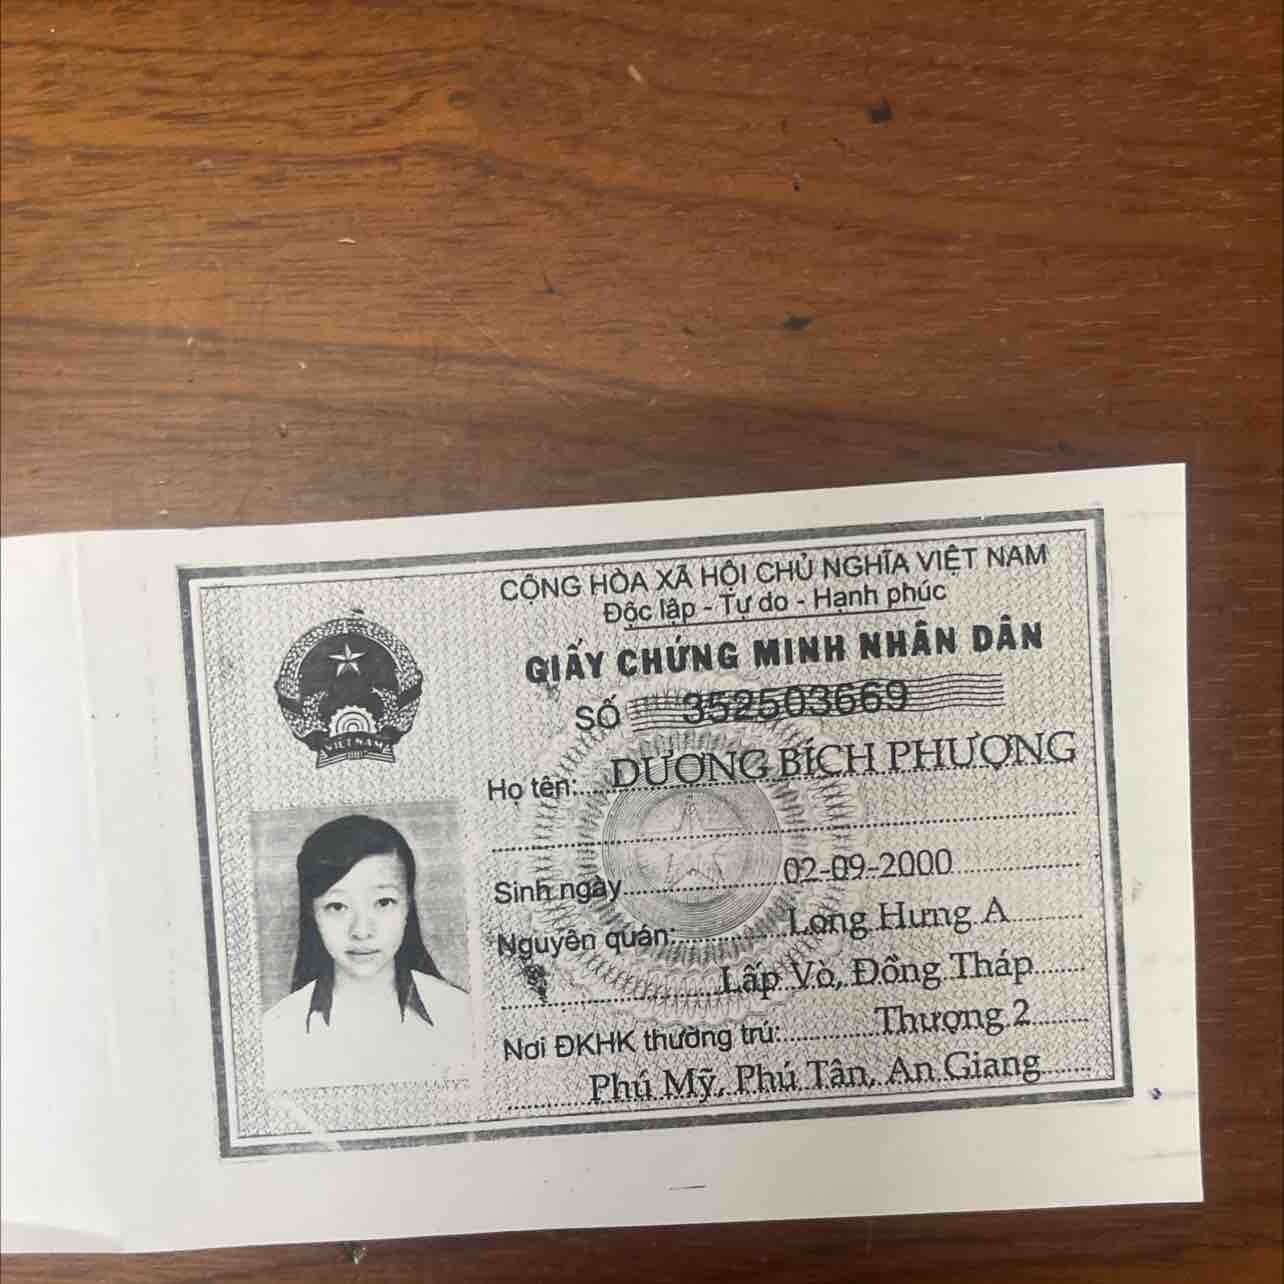 CỘNG HÒA XÃ HỘI CHỦ NGHĨA VIỆT NAM
Độc lập - Tự do - Hạnh phúc
GIẤY CHỨNG MINH NHÂN DÂN
SỐ 352503669
VIET NAM
Họ tên: DƯƠNG BÍCH PHƯỢNG
Sinh ngày 02-09-2000
Nguyên quán: Long Hưng A
Lấp Vò, Đồng Tháp
Nơi ĐKHK thường trú: Thượng 2
Phú Mỹ, Phú Tân, An Giang